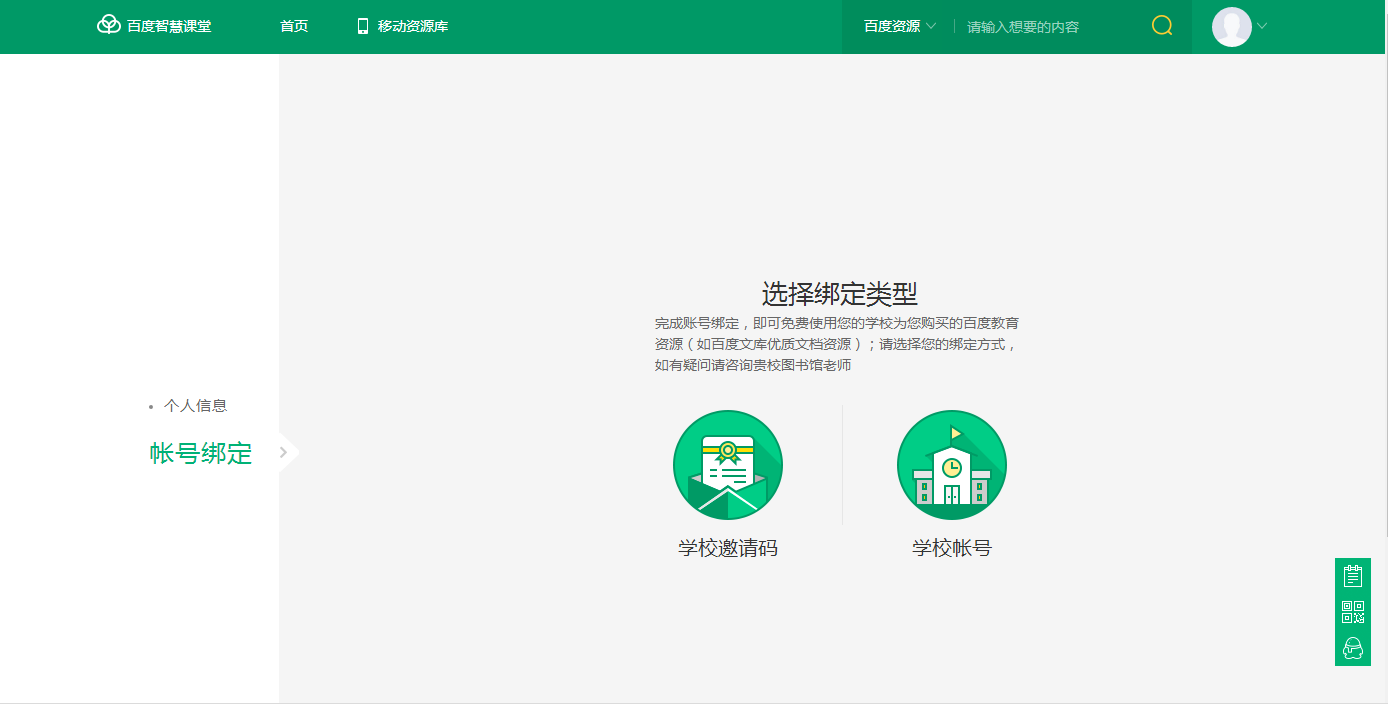 百度智慧课堂
首页
移动资源库
百度资源
请输入想要的内容
选择绑定类型
完成账号绑定，即可免费使用您的学校为您购买的百度教育
资源（如百度文库优质文档资源）；请选择您的绑定方式，
如有疑问请咨询贵校图书馆老师
个人信息
帐号绑定
学校邀请码
学校帐号